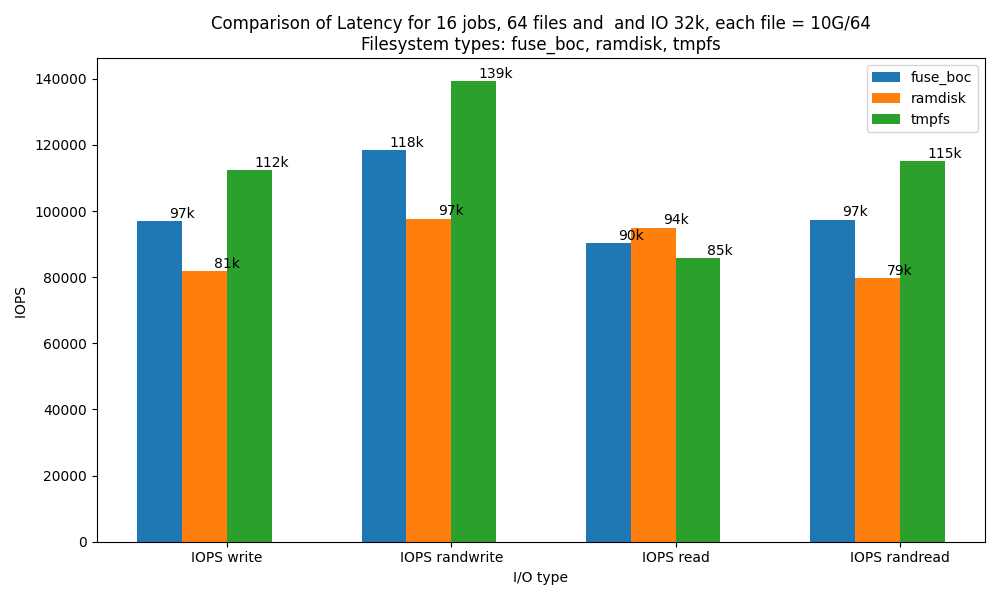 Comparison of Latency for 16 jobs, 64 files and  and IO 32k, each file = 10G/64
Filesystem types: fuse_boc, ramdisk, tmpfs
fuse_boc
ramdisk
tmpfs
IOPS
140000
120000
100000
80000
60000
40000
20000
0
97k
81k
112k
118k
97k
139k
90k
94k
85k
97k
79k
115k
IOPS write
IOPS randwrite
IOPS read
IOPS randread
I/O type